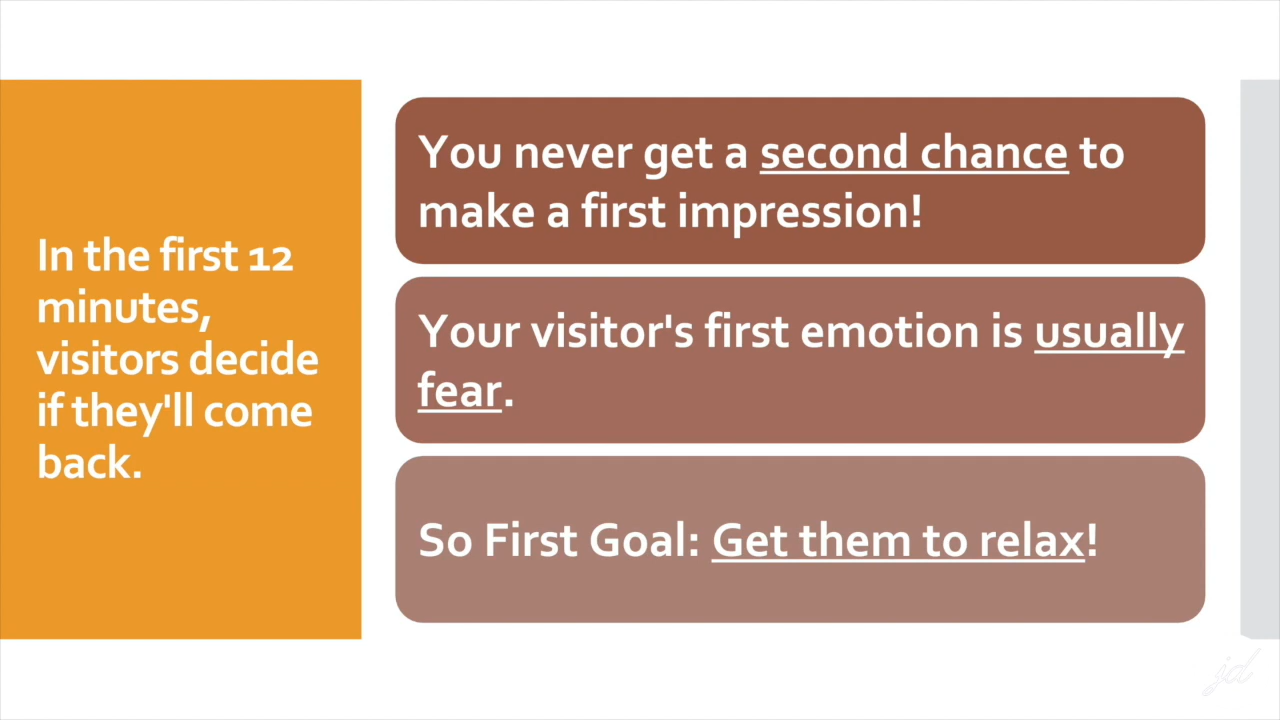 In the first 12
minutes,
visitors decide
if they'll come
back.
You never get a second chance to
make a first impression!
Your visitor's first emotion is usually
fear.
So First Goal: Get them to relax!
jd